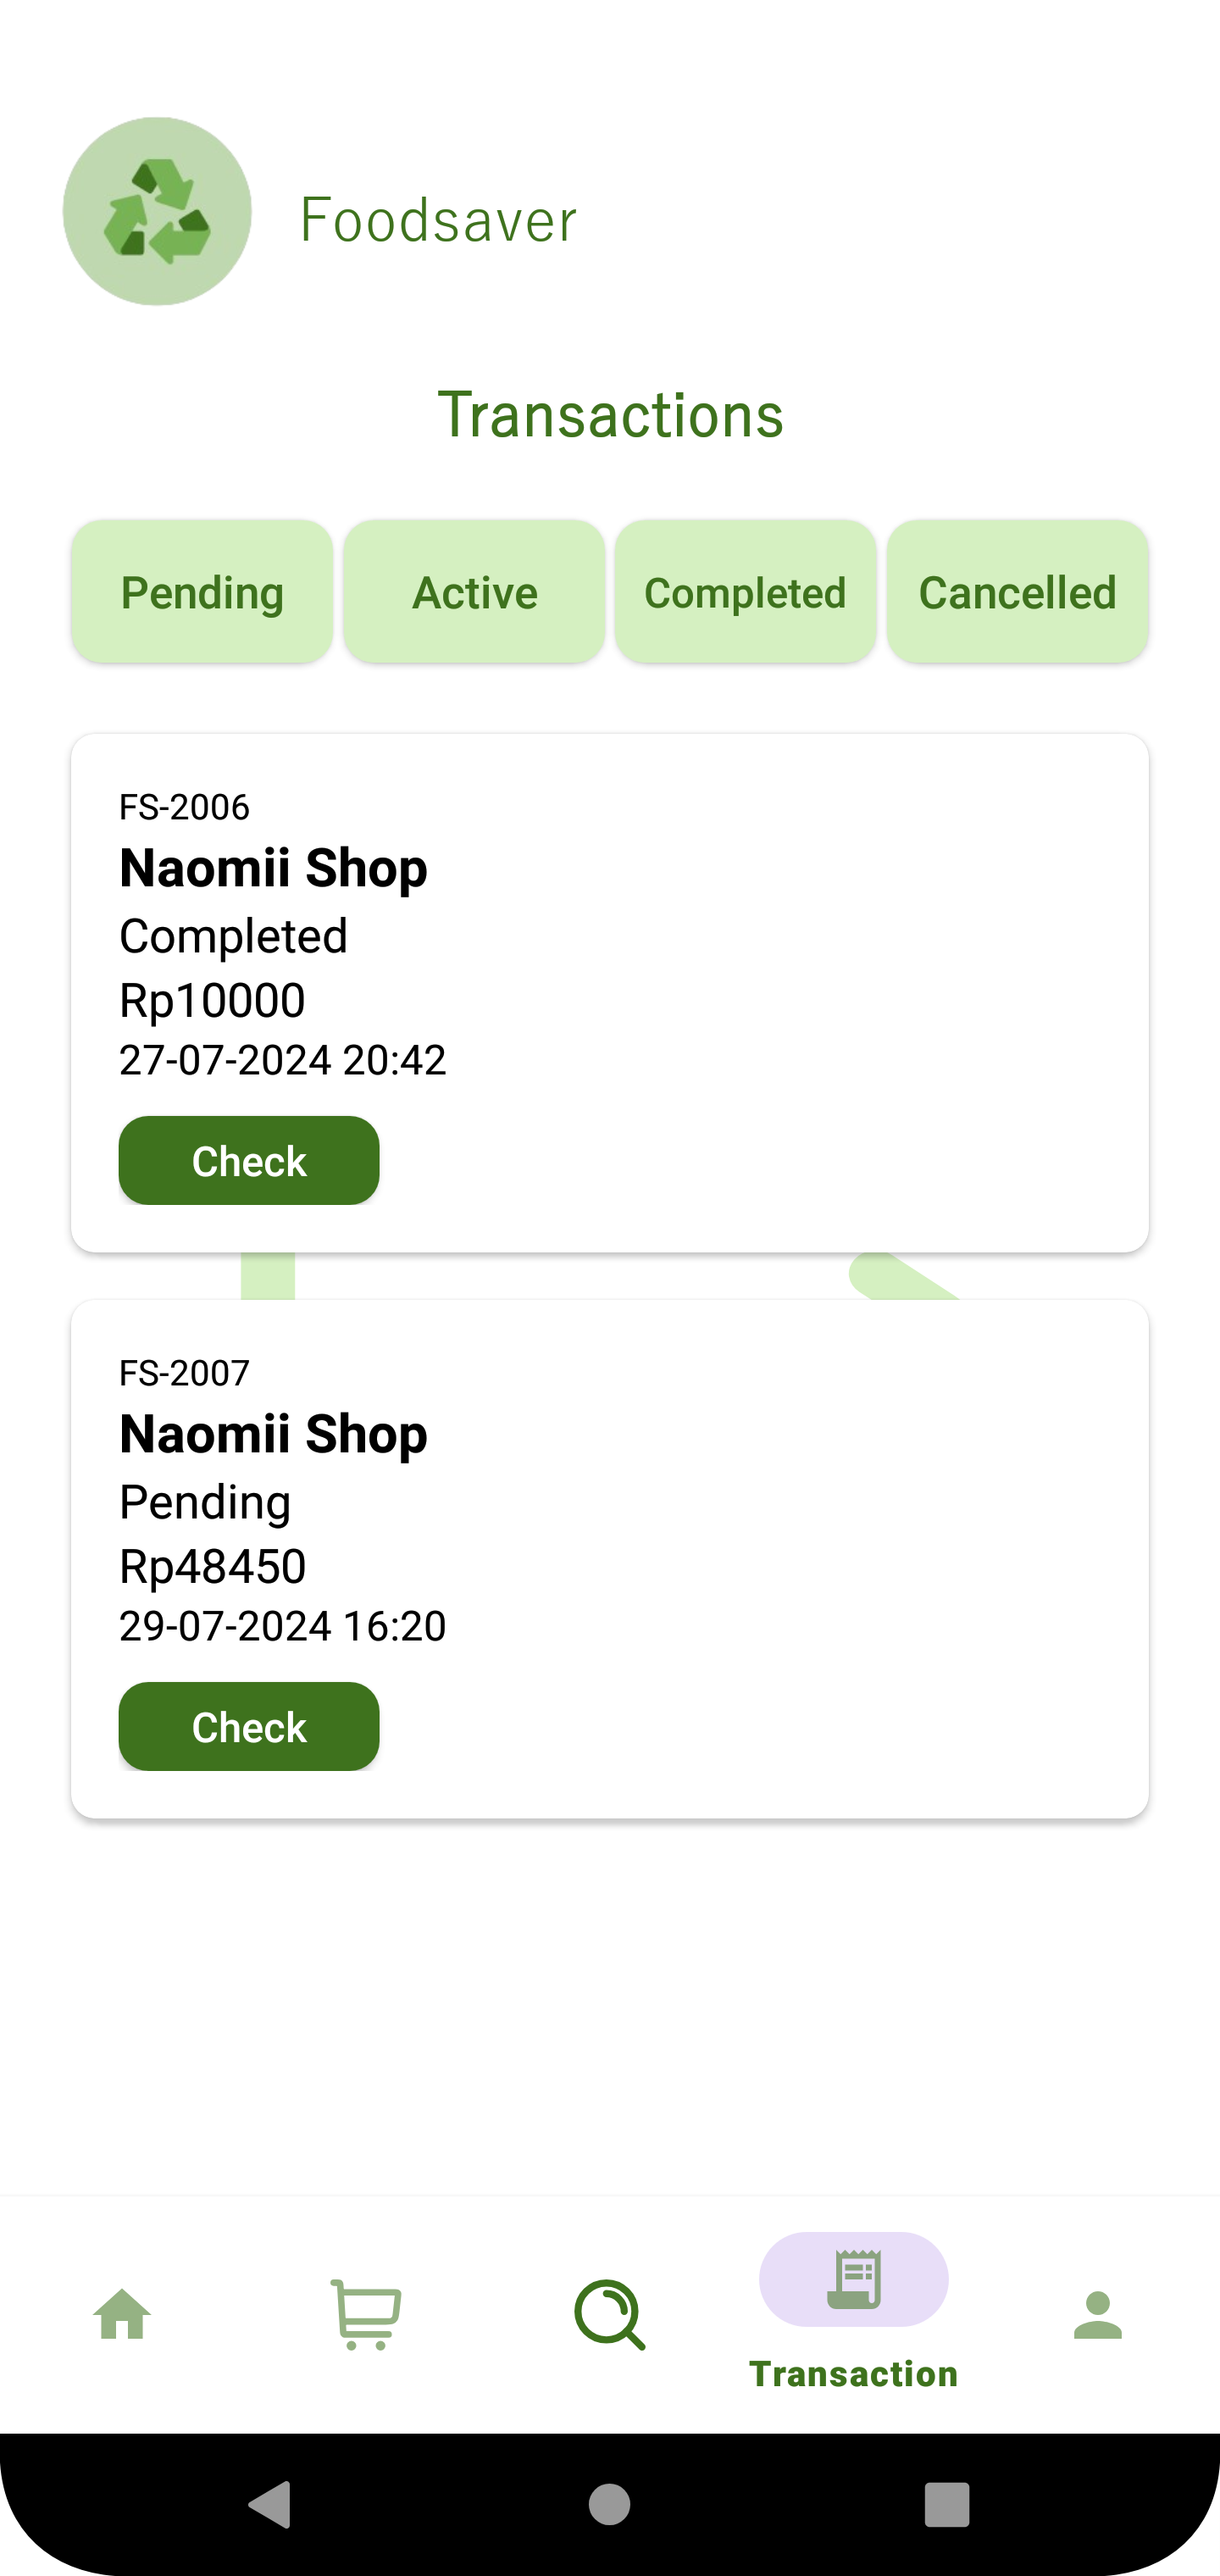 Foodsaver
Transactions
Pending Active Completed Cancelled
FS-2006
Naomii Shop
Completed
Rp10000
27-07-2024 20:42
Check
FS-2007
Naomii Shop
Pending
Rp48450
29-07-2024 16:20
Check
Transaction